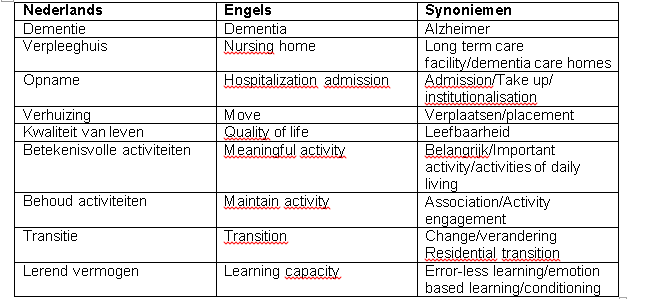 Nederlands Engels Synoniemen
Dementie Dementia Alzheimer
Verpleeghuis Nursing home Long term care
facility/dementia care homes
Opname Hospitalization admission Admission/Take up/
institutionalisation
Verhuizing Move Verplaatsen/placement
Kwaliteit van leven Quality of life Leefbaarheid
Betekenisvolle activiteiten Meaningful activity Belangrijk/Important
activity/activities of daily
living
Behoud activiteiten Maintain activity Association/Activity
engagement
Transitie Transition Change/verandering
Residential transition
Lerend vermogen Learning capacity Error-less learning/emotion
based learning/conditioning